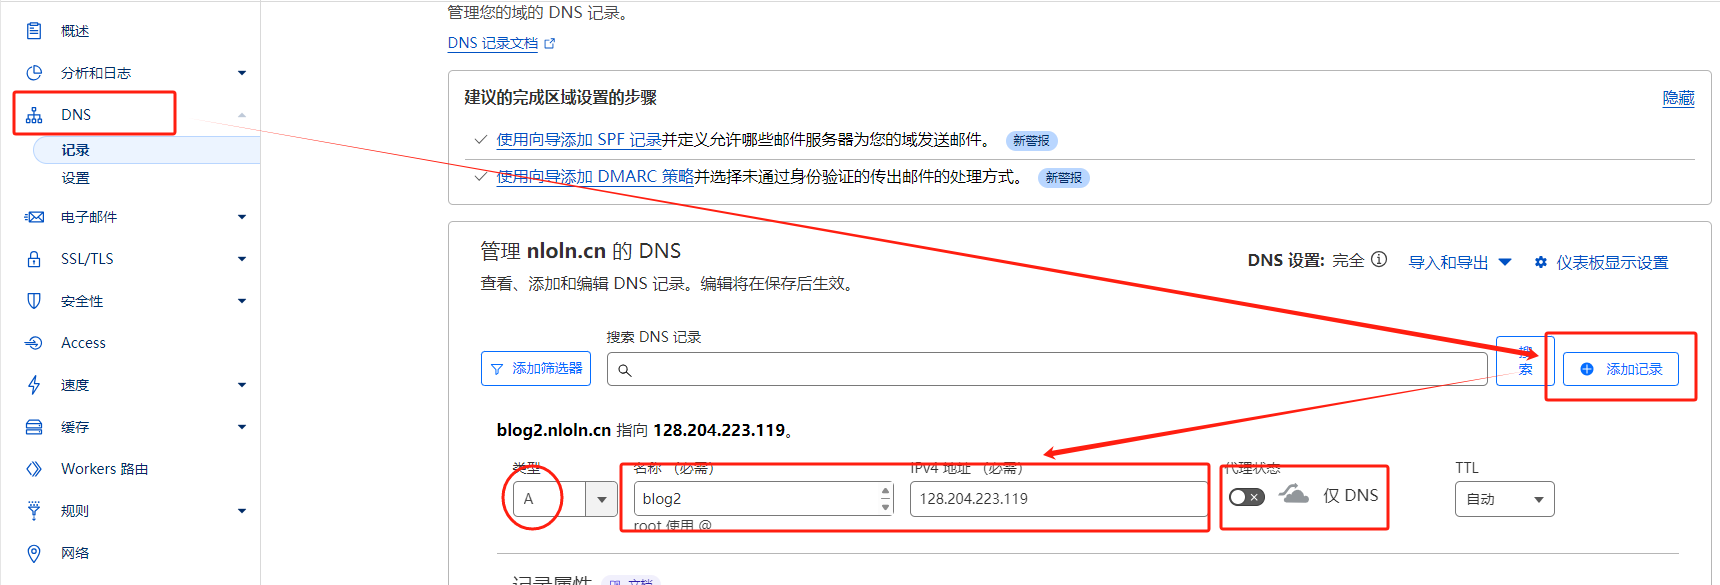 概述
分析和日志
DNS
记录
设置
电子邮件
SSL/TLS
安全性
Access
速度
缓存
Workers 路由
规则
网络
管理您的域的 DNS 记录。
DNS 记录文档
建议的完成区域设置的步骤
隐藏
使用向导添加 SPF 记录并定义允许哪些邮件服务器为您的域发送邮件。 新警报
使用向导添加 DMARC 策略并选择未通过身份验证的传出邮件的处理方式。 新警报
管理 nloln.cn 的 DNS
查看、添加和编辑 DNS 记录。编辑将在保存后生效。
DNS 设置: 完全 导入和导出 仪表板显示设置
搜索 DNS 记录
添加筛选器
搜索
添加记录
blog2.nloln.cn 指向 128.204.223.119。
类型 名称 （必需） IPv4 地址 （必需） 代理状态 TTL
A blog2 128.204.223.119 仅 DNS 自动
root 使用 @
记录属性 文档